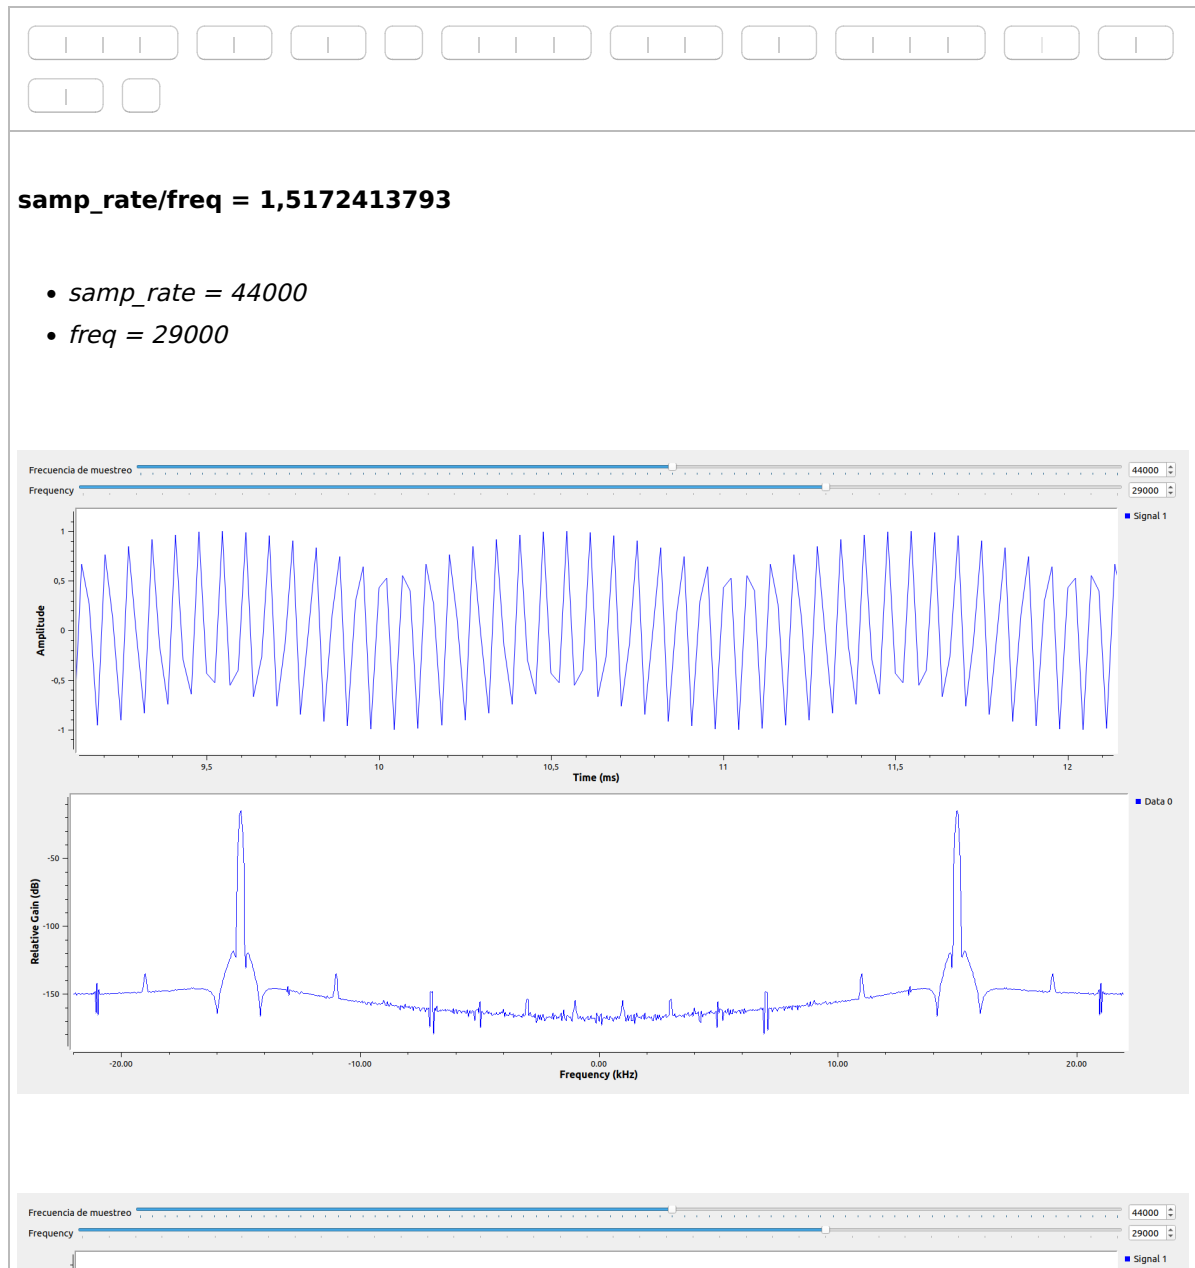 samp_rate/freq = 1,5172413793
• samp_rate = 44000
• freq = 29000
Frecuencia de muestreo 44000
Frequency 29000
Signal 1
1
0,5
0
-0,5
-1
Amplitude
9,5 10 10,5 11 11,5 12
Time (ms)
Data 0
-50
-100
-150
Relative Gain (dB)
-20.00 -10.00 0.00 10.00 20.00
Frequency (kHz)
Frecuencia de muestreo 44000
Frequency 29000
Signal 1